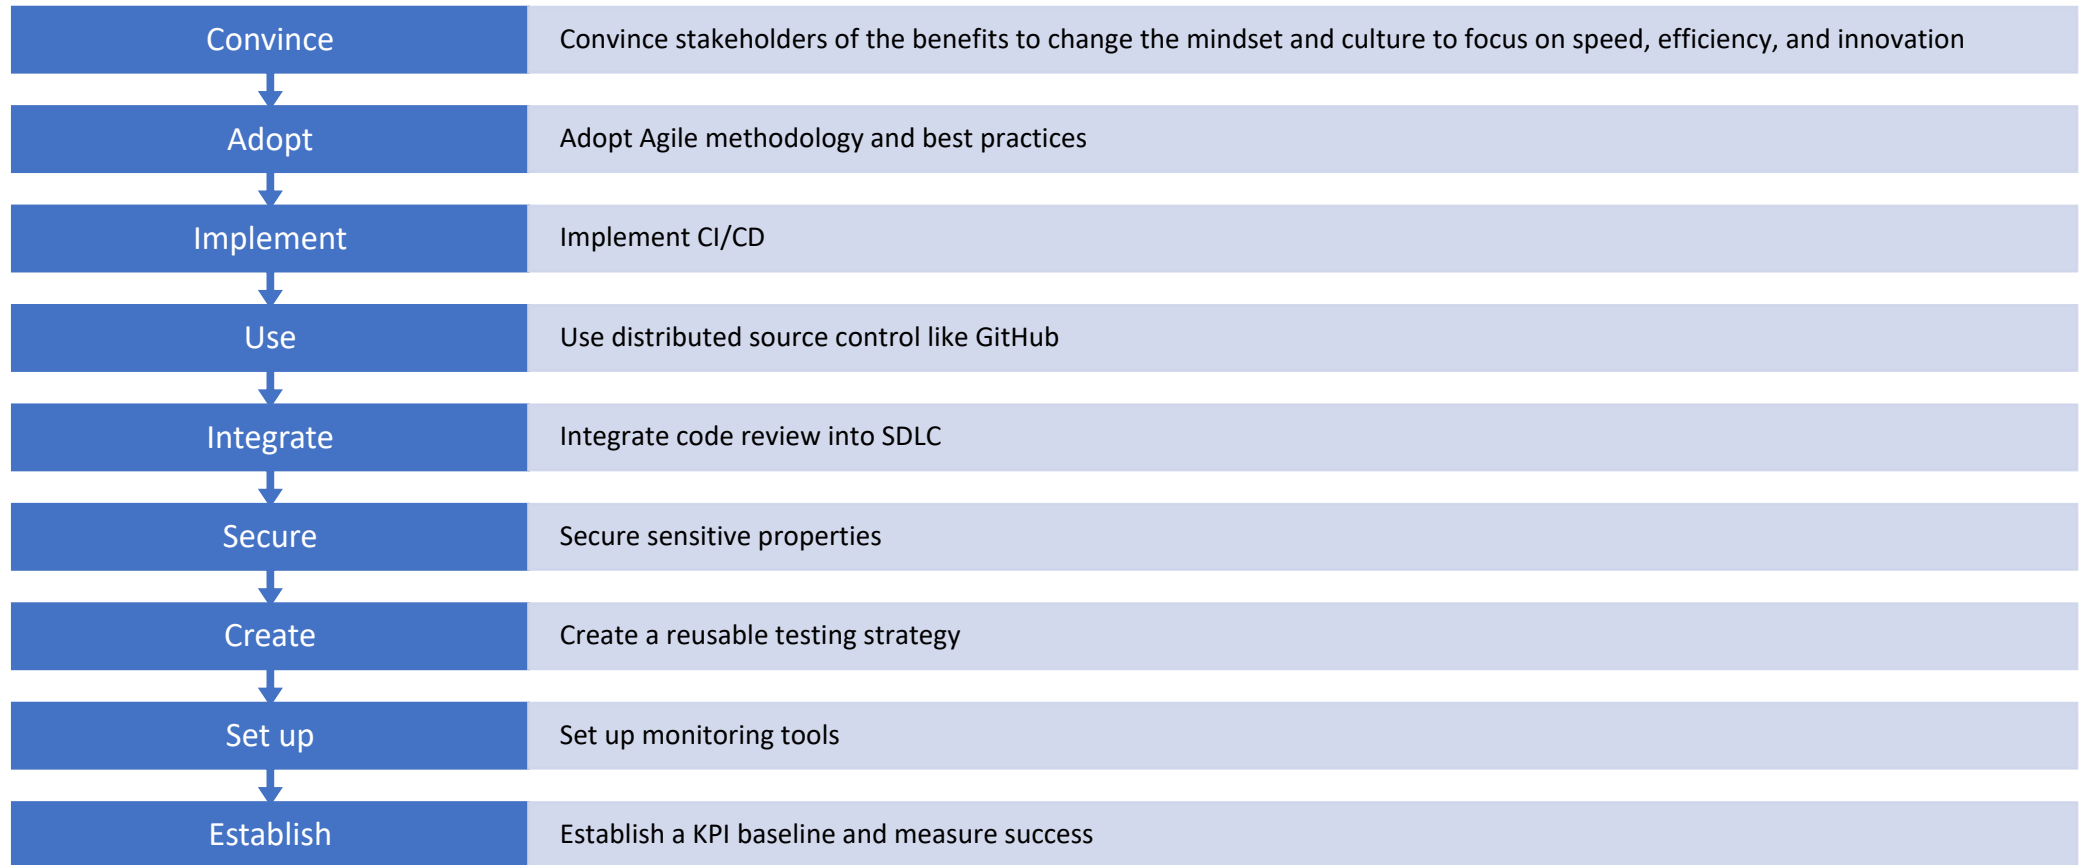 Convince
Convince stakeholders of the benefits to change the mindset and culture to focus on speed, efficiency, and innovation
Adopt
Adopt Agile methodology and best practices
Implement
Implement CI/CD
Use
Use distributed source control like GitHub
Integrate
Integrate code review into SDLC
Secure
Secure sensitive properties
Create
Create a reusable testing strategy
Set up
Set up monitoring tools
Establish
Establish a KPI baseline and measure success